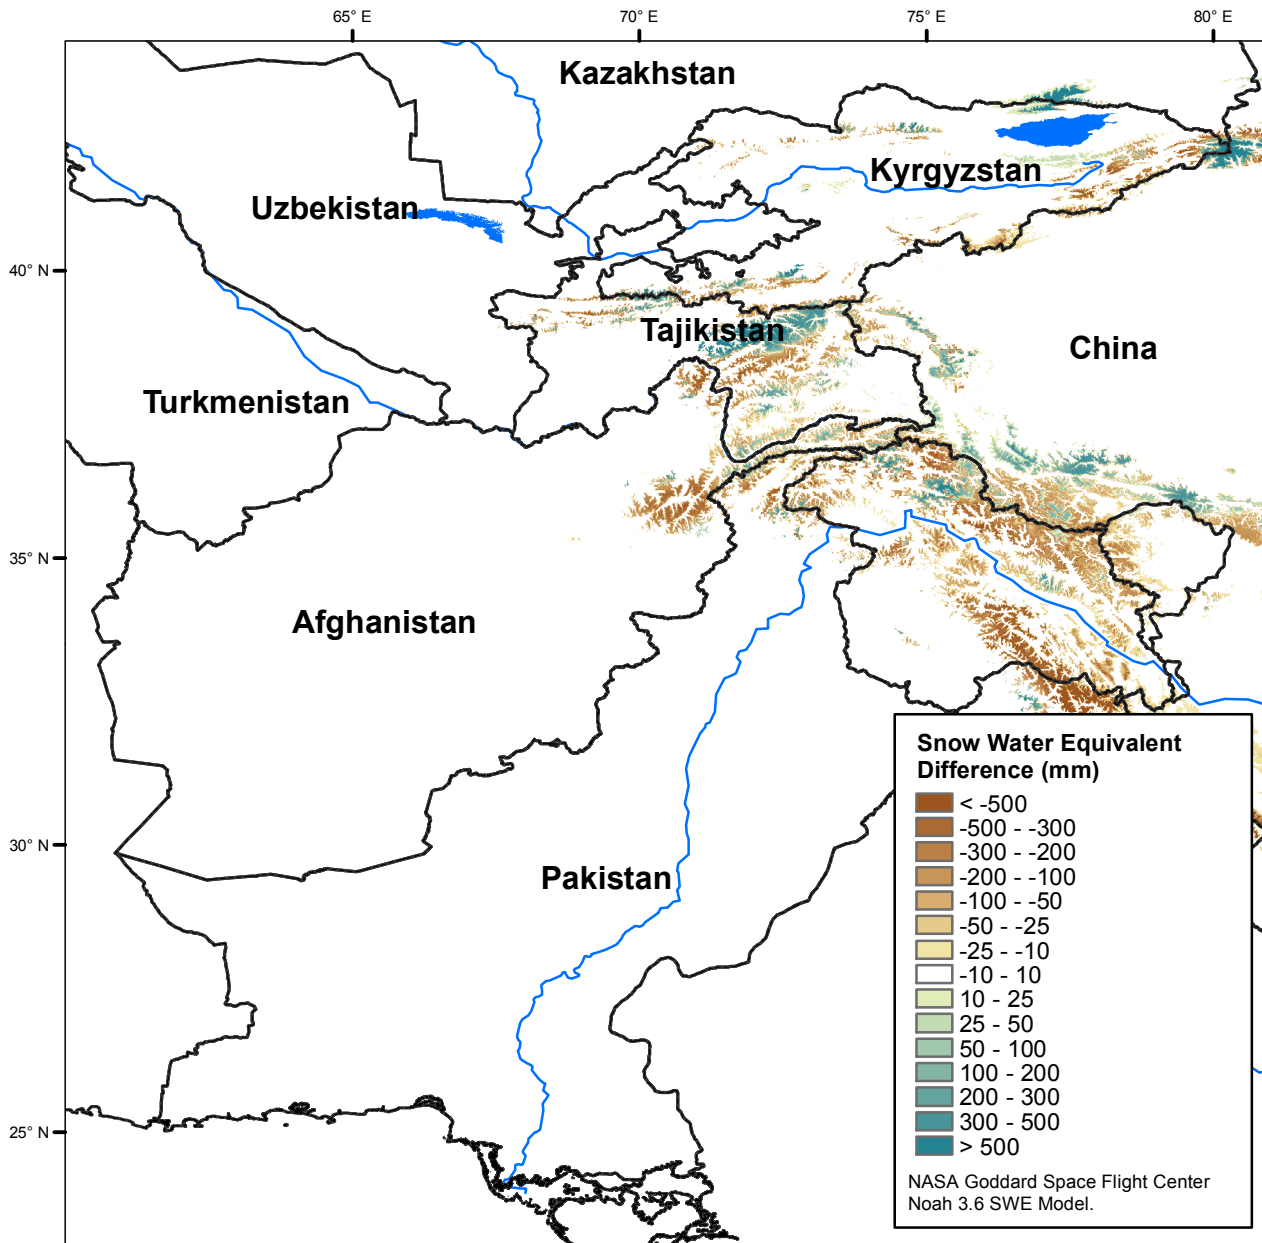 65° E
70° E
75° E
80° E
Kazakhstan
Kyrgyzstan
Uzbekistan
40° N
Tajikistan
China
Turkmenistan
35° N
Afghanistan
30° N
Pakistan
25° N
Snow Water Equivalent
Difference (mm)
< -500
-500 - -300
-300 - -200
-200 - -100
-100 - -50
-50 - -25
-25 - -10
-10 - 10
10 - 25
25 - 50
50 - 100
100 - 200
200 - 300
300 - 500
> 500
NASA Goddard Space Flight Center
Noah 3.6 SWE Model.